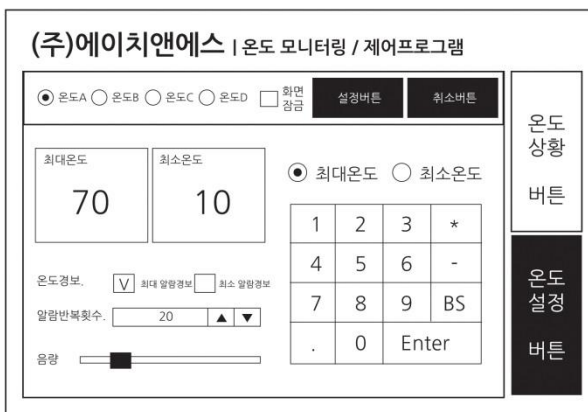 (주)에이치앤에스 | 온도 모니터링 / 제어프로그램
온도A 온도B 온도C 온도D 화면
잠금
설정버튼 취소버튼
온도
상황
버튼
최대온도 최소온도
70 10
최대온도 최소온도
1 2 3 *
4 5 6 -
7 8 9 BS
. 0 Enter
온도경보. V 최대 알람경보 최소 알람경보
알람반복횟수. 20 ▲ ▼
음량
온도
설정
버튼